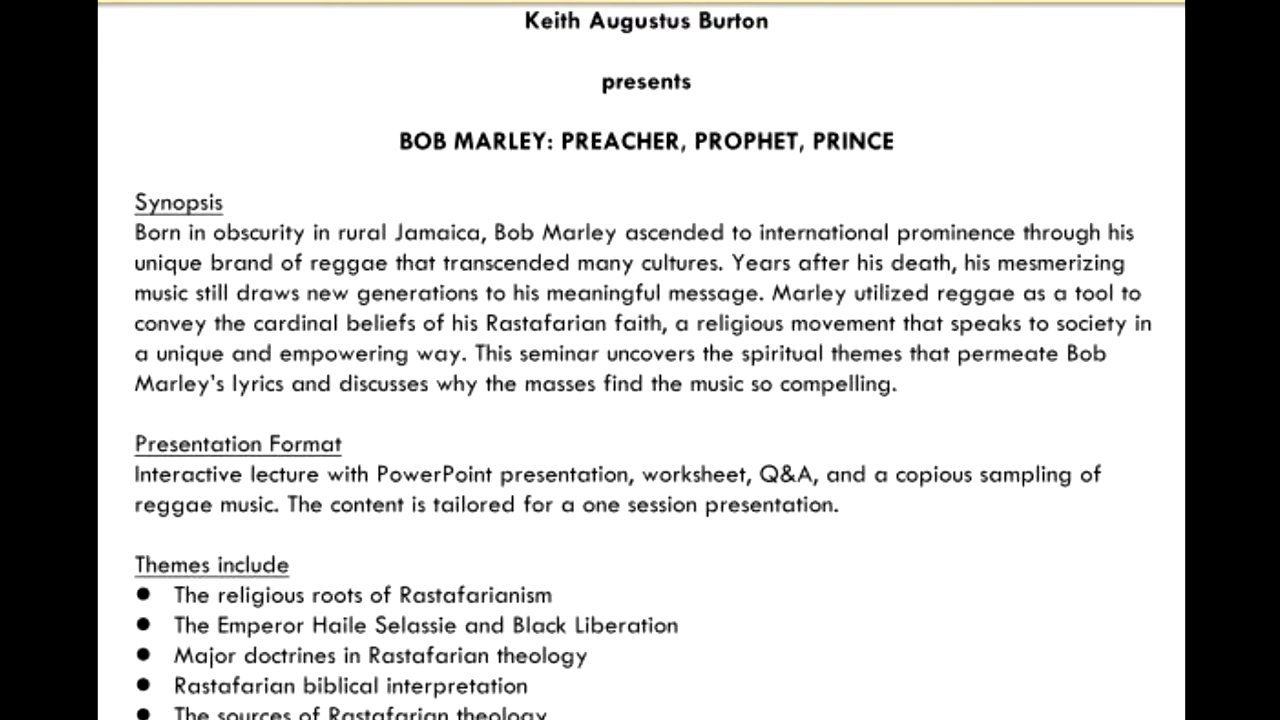 Keith Augustus Burton
presents
BOB MARLEY: PREACHER, PROPHET, PRINCE
Synopsis
Born in obscurity in rural Jamaica, Bob Marley ascended to international prominence through his
unique brand of reggae that transcended many cultures. Years after his death, his mesmerizing
music still draws new generations to his meaningful message. Marley utilized reggae as a tool to
convey the cardinal beliefs of his Rastafarian faith, a religious movement that speaks to society in
a unique and empowering way. This seminar uncovers the spiritual themes that permeate Bob
Marley's lyrics and discusses why the masses find the music so compelling.
Presentation Format
Interactive lecture with PowerPoint presentation, worksheet, Q&A, and a copious sampling of
reggae music. The content is tailored for a one session presentation.
Themes include
● The religious roots of Rastafarianism
● The Emperor Haile Selassie and Black Liberation
● Major doctrines in Rastafarian theology
● Rastafarian biblical interpretation
● The sources of Rastafarian theology